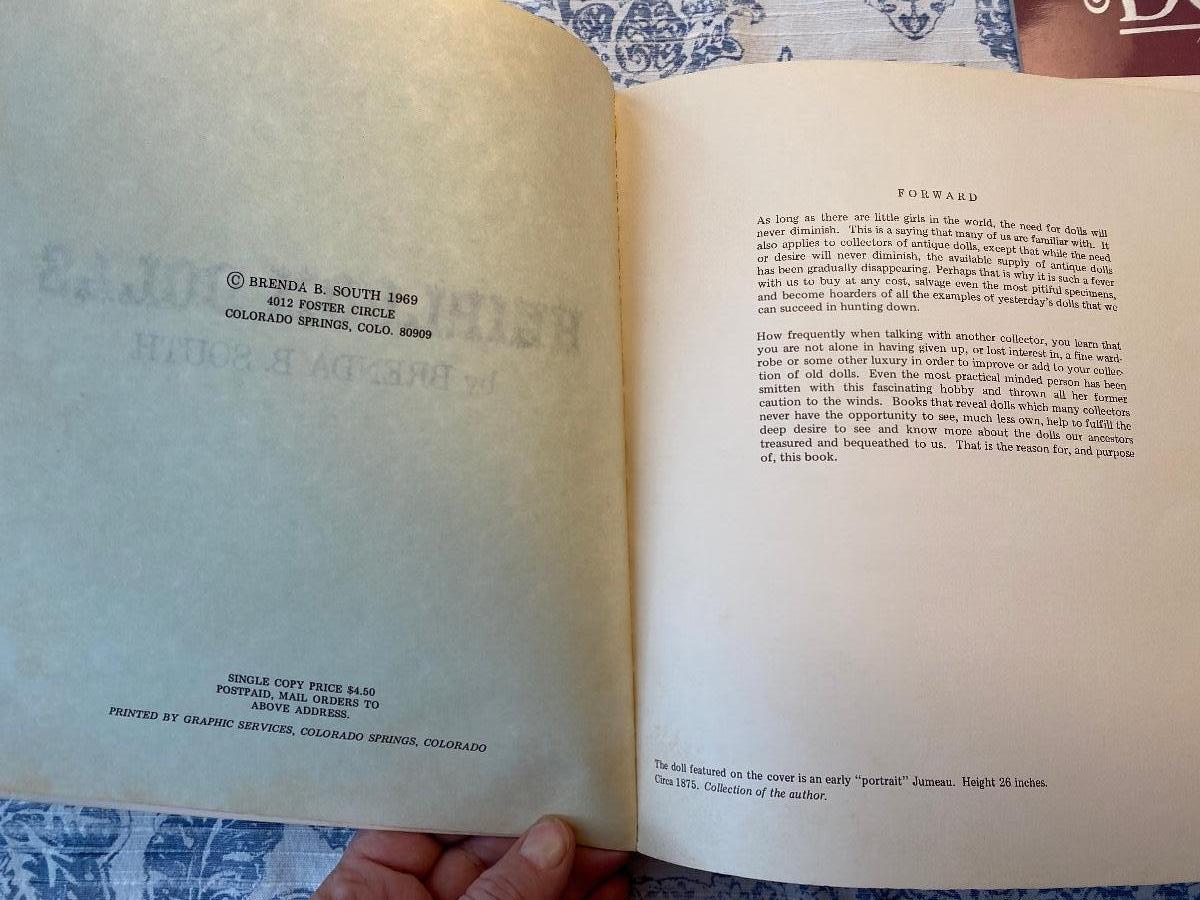 © BRENDA B. SOUTH 1969
4012 FOSTER CIRCLE
COLORADO SPRINGS, COLO. 80909
by BRENDA B. SOUTH
SINGLE COPY PRICE $4.50
POSTPAID, MAIL ORDERS TO
ABOVE ADDRESS.
PRINTED BY GRAPHIC SERVICES, COLORADO SPRINGS, COLORADO
FORWARD
As long as there are little girls in the world, the need for dolls will
never diminish. This is a saying that many of us are familiar with. It
also applies to collectors of antique dolls, except that while the need
or desire will never diminish, the available supply of antique dolls
has been gradually disappearing. Perhaps that is why it is such a fever
with us to buy at any cost, salvage even the most pitiful specimens,
and become hoarders of all the examples of yesterday's dolls that we
can succeed in hunting down.
How frequently when talking with another collector, you learn that
you are not alone in having given up, or lost interest in, a fine ward-
robe or some other luxury in order to improve or add to your collec-
tion of old dolls. Even the most practical minded person has been
smitten with this fascinating hobby and thrown all her former
caution to the winds. Books that reveal dolls which many collectors
never have the opportunity to see, much less own, help to fulfill the
deep desire to see and know more about the dolls our ancestors
treasured and bequeathed to us. That is the reason for, and purpose
of, this book.
The doll featured on the cover is an early "portrait" Jumeau. Height 26 inches.
Circa 1875. Collection of the author.